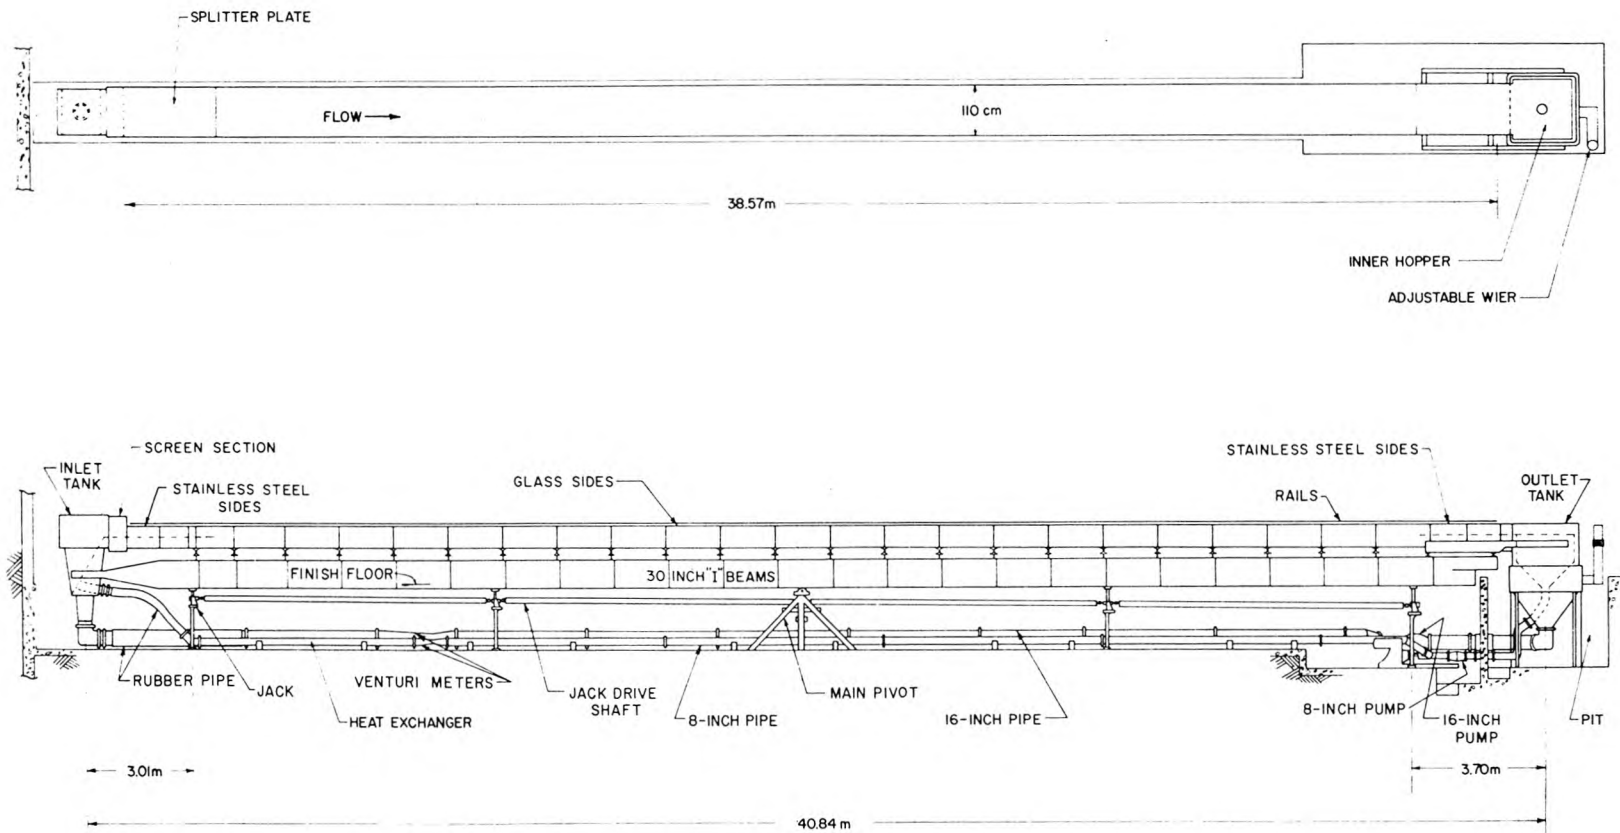 SPLITTER PLATE
FLOW
110 cm
38.57m
INNER HOPPER
ADJUSTABLE WIER
SCREEN SECTION
INLET
TANK
STAINLESS STEEL
SIDES
GLASS SIDES
STAINLESS STEEL SIDES
RAILS
OUTLET
TANK
FINISH FLOOR
30 INCH "I" BEAMS
RUBBER PIPE
JACK
VENTURI METERS
HEAT EXCHANGER
JACK DRIVE
SHAFT
8-INCH PIPE
MAIN PIVOT
16-INCH PIPE
8-INCH PUMP
16-INCH
PUMP
PIT
3.01m
3.70m
40.84 m